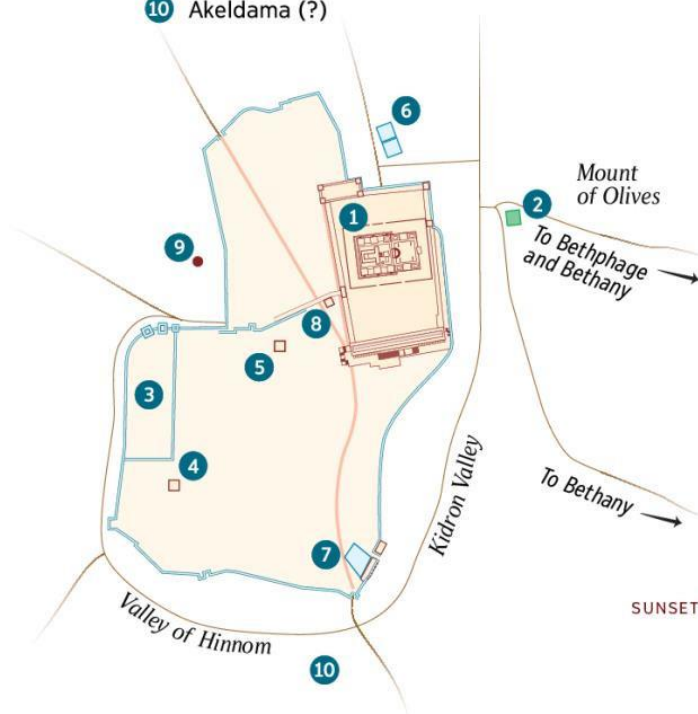 10 Akeldama (?)
6
Mount
of Olives
2
1
To Bethphage
and Bethany
9
8
5
3
4
To Bethany
Kidron Valley
7
SUNSET
Valley of Hinnom
10